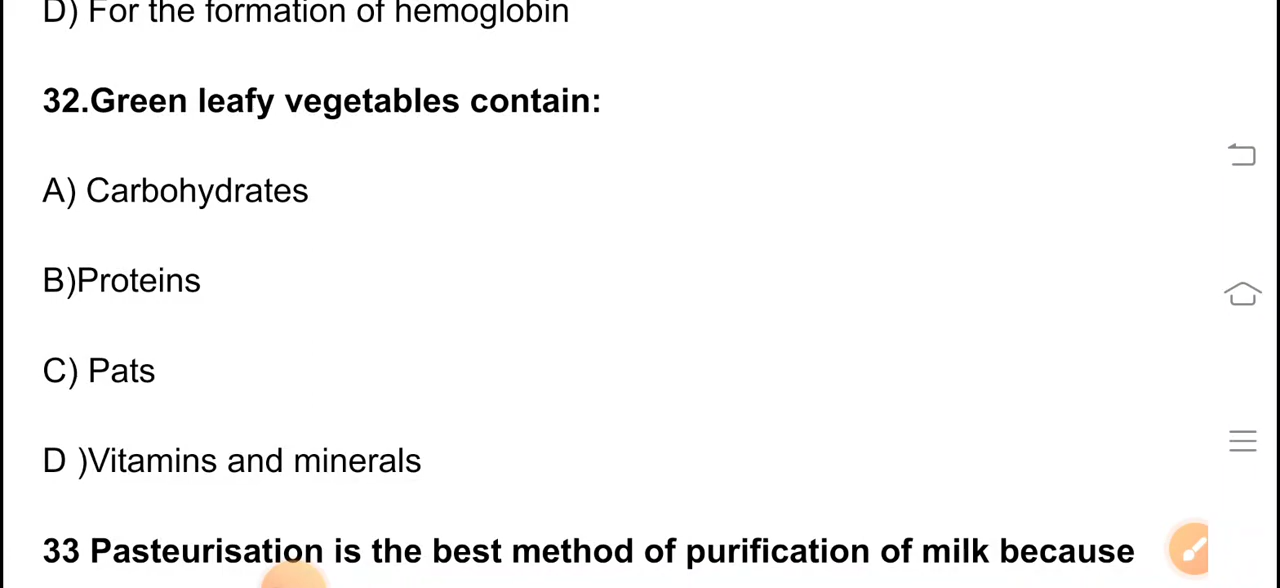 D) For the formation of hemoglobin
32.Green leafy vegetables contain:
A) Carbohydrates
B)Proteins
C) Pats
D )Vitamins and minerals
33 Pasteurisation is the best method of purification of milk because